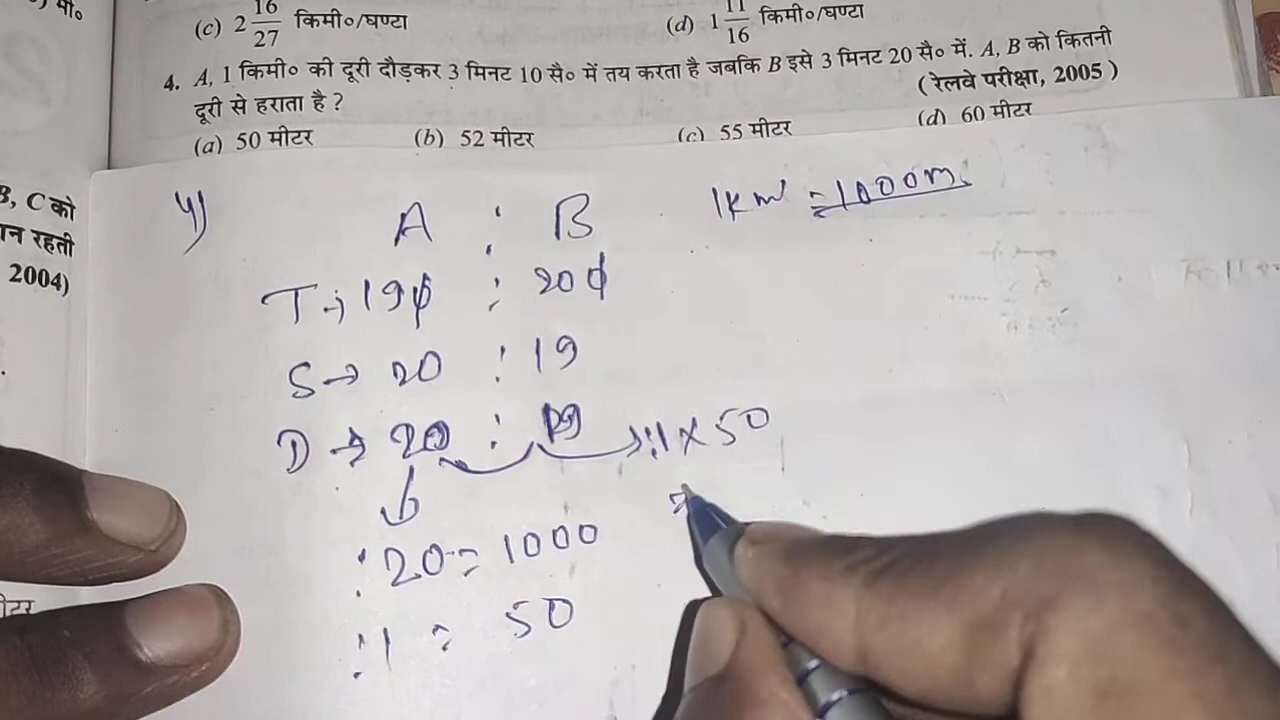 (c) 2 16/27 किमी०/घण्टा (d) 1 11/16 किमी०/घण्टा
4. A, 1 किमी० की दूरी दौड़कर 3 मिनट 10 सै० में तय करता है जबकि B इसे 3 मिनट 20 सै० में. A, B को कितनी
दूरी से हराता है ? (रेलवे परीक्षा, 2005)
(a) 50 मीटर (b) 52 मीटर (c) 55 मीटर (d) 60 मीटर
B, C को
2004)
4) A : B 1km = 1000m.
T → 190 : 200
S → 20 : 19
D → 20 : 19 → :1 × 50
: 20 = 1000
: 1 = 50